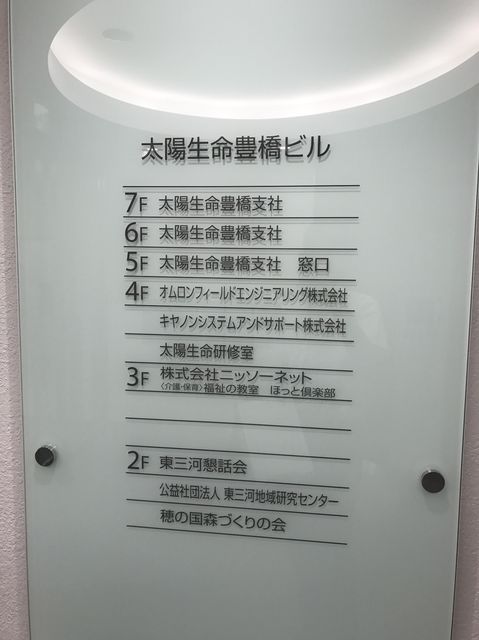 太陽生命豊橋ビル
7F 太陽生命豊橋支社
6F 太陽生命豊橋支社
5F 太陽生命豊橋支社 窓口
4F オムロンフィールドエンジニアリング株式会社
キヤノンシステムアンドサポート株式会社
太陽生命研修室
3F 株式会社ニッソーネット
〈介護・保育〉福祉の教室 ほっと倶楽部
2F 東三河懇話会
公益社団法人 東三河地域研究センター
穂の国森づくりの会